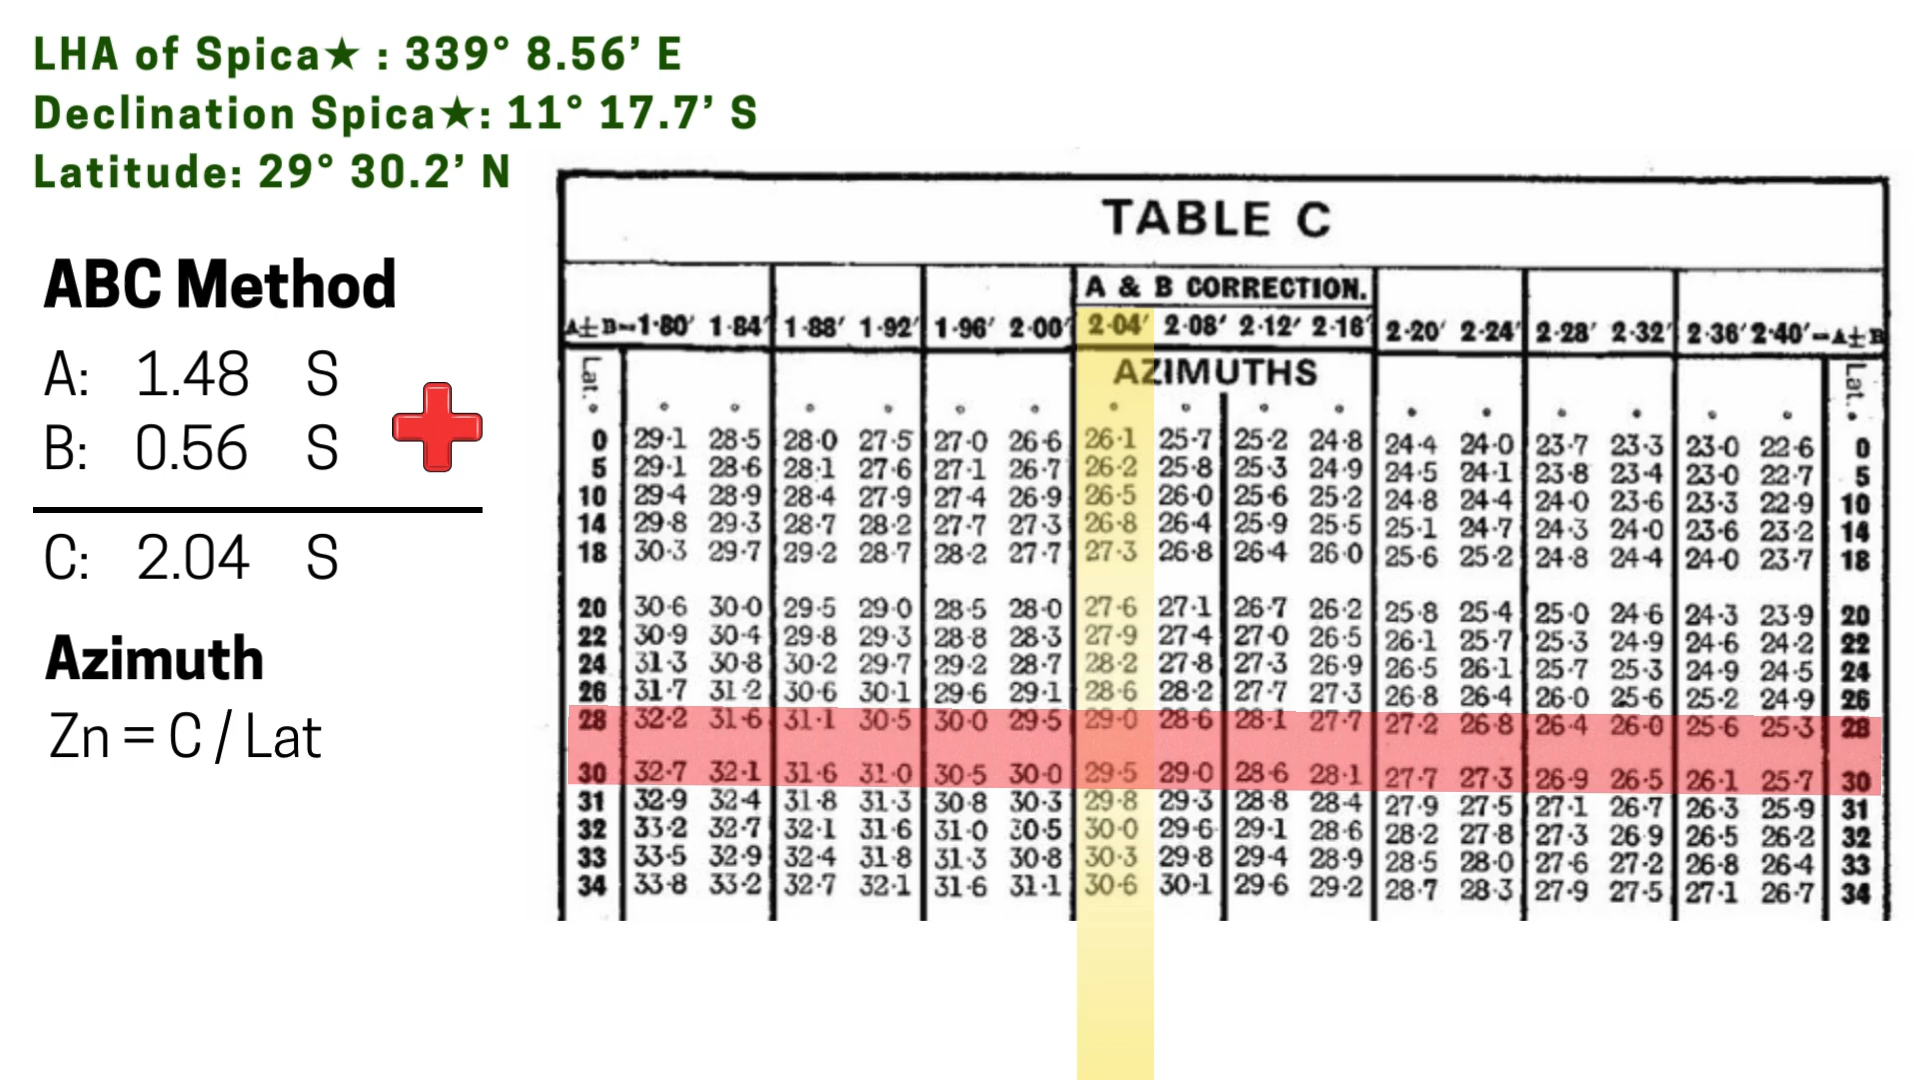 LHA of Spica★ : 339° 8.56’ E
Declination Spica★: 11° 17.7’ S
Latitude: 29° 30.2’ N
ABC Method
A: 1.48 S
B: 0.56 S
C: 2.04 S
Azimuth
Zn = C / Lat
TABLE C
A & B CORRECTION.
A±B=1·80′ 1·84′ 1·88′ 1·92′ 1·96′ 2·00′ 2·04′ 2·08′ 2·12′ 2·16′ 2·20′ 2·24′ 2·28′ 2·32′ 2·36′ 2·40′=A±B
Lat. AZIMUTHS Lat.
° ° ° ° ° ° ° ° ° ° ° ° ° ° ° ° ° °
0 29·1 28·5 28·0 27·5 27·0 26·6 26·1 25·7 25·2 24·8 24·4 24·0 23·7 23·3 23·0 22·6 0
5 29·1 28·6 28·1 27·6 27·1 26·7 26·2 25·8 25·3 24·9 24·5 24·1 23·8 23·4 23·0 22·7 5
10 29·4 28·9 28·4 27·9 27·4 26·9 26·5 26·0 25·6 25·2 24·8 24·4 24·0 23·6 23·3 22·9 10
14 29·8 29·3 28·7 28·2 27·7 27·3 26·8 26·4 25·9 25·5 25·1 24·7 24·3 24·0 23·6 23·2 14
18 30·3 29·7 29·2 28·7 28·2 27·7 27·3 26·8 26·4 26·0 25·6 25·2 24·8 24·4 24·0 23·7 18
20 30·6 30·0 29·5 29·0 28·5 28·0 27·6 27·1 26·7 26·2 25·8 25·4 25·0 24·6 24·3 23·9 20
22 30·9 30·4 29·8 29·3 28·8 28·3 27·9 27·4 27·0 26·5 26·1 25·7 25·3 24·9 24·6 24·2 22
24 31·3 30·8 30·2 29·7 29·2 28·7 28·2 27·8 27·3 26·9 26·5 26·1 25·7 25·3 24·9 24·5 24
26 31·7 31·2 30·6 30·1 29·6 29·1 28·6 28·2 27·7 27·3 26·8 26·4 26·0 25·6 25·2 24·9 26
28 32·2 31·6 31·1 30·5 30·0 29·5 29·0 28·6 28·1 27·7 27·2 26·8 26·4 26·0 25·6 25·3 28
30 32·7 32·1 31·6 31·0 30·5 30·0 29·5 29·0 28·6 28·1 27·7 27·3 26·9 26·5 26·1 25·7 30
31 32·9 32·4 31·8 31·3 30·8 30·3 29·8 29·3 28·8 28·4 27·9 27·5 27·1 26·7 26·3 25·9 31
32 33·2 32·7 32·1 31·6 31·0 30·5 30·0 29·6 29·1 28·6 28·2 27·8 27·3 26·9 26·5 26·2 32
33 33·5 32·9 32·4 31·8 31·3 30·8 30·3 29·8 29·4 28·9 28·5 28·0 27·6 27·2 26·8 26·4 33
34 33·8 33·2 32·7 32·1 31·6 31·1 30·6 30·1 29·6 29·2 28·7 28·3 27·9 27·5 27·1 26·7 34